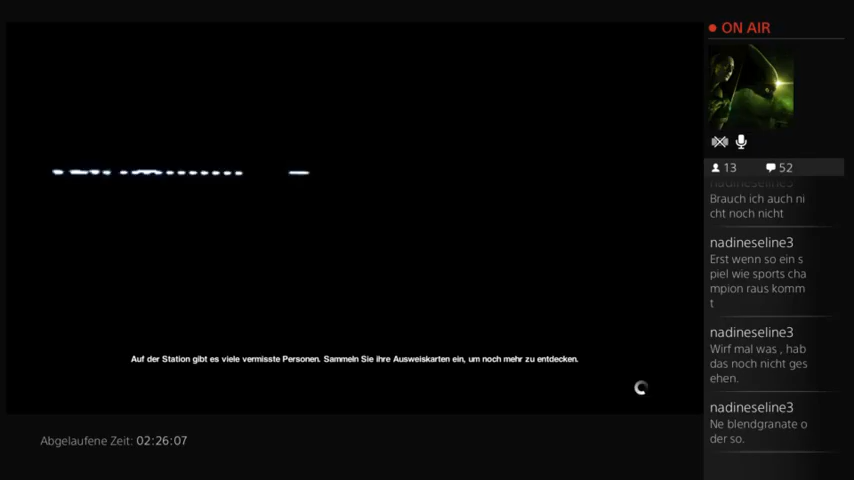 ON AIR
13 52
nadineseline3
Brauch ich auch ni
cht noch nicht
nadineseline3
Erst wenn so ein s
piel wie sports cha
mpion raus komm
t
nadineseline3
Wirf mal was , hab
das noch nicht ges
ehen.
nadineseline3
Ne blendgranate o
der so.
Auf der Station gibt es viele vermisste Personen. Sammeln Sie ihre Ausweiskarten ein, um noch mehr zu entdecken.
Abgelaufene Zeit: 02:26:07